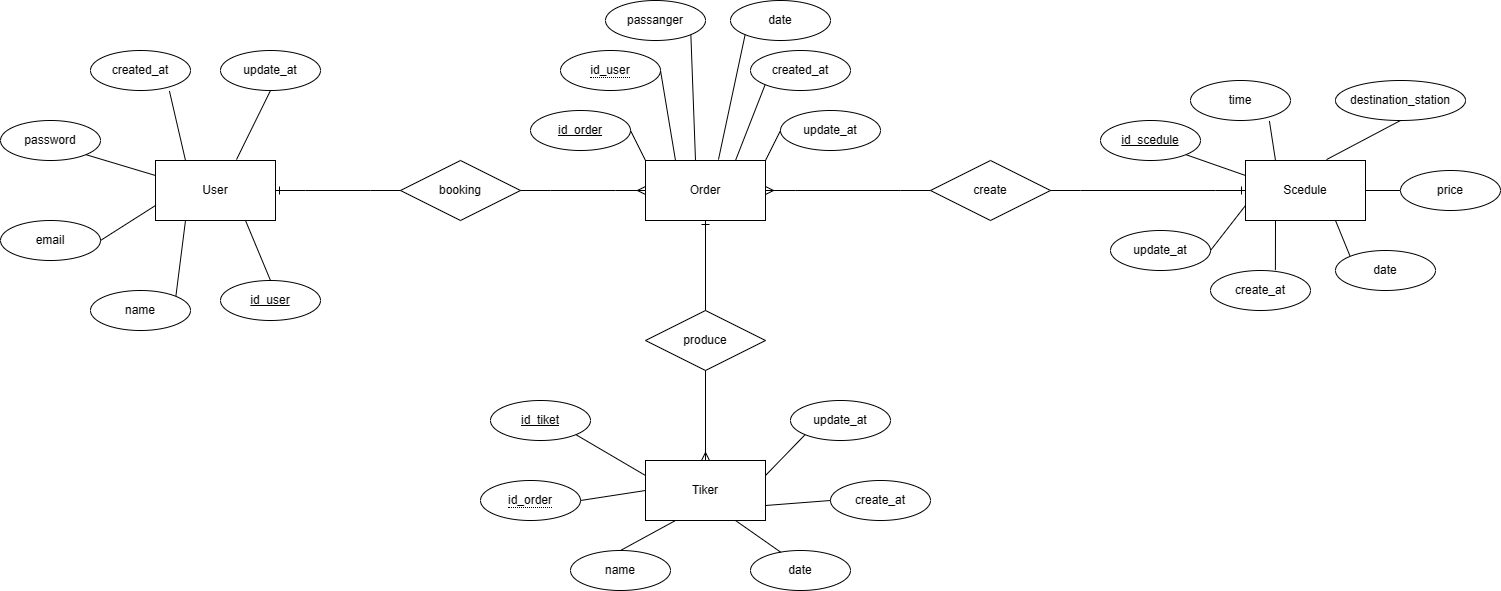 passanger
date
created_at
update_at
id_user
created_at
time
destination_station
password
id_order
update_at
id_scedule
User
booking
Order
create
Scedule
price
email
update_at
name
id_user
create_at
date
produce
id_tiket
update_at
Tiker
id_order
create_at
name
date